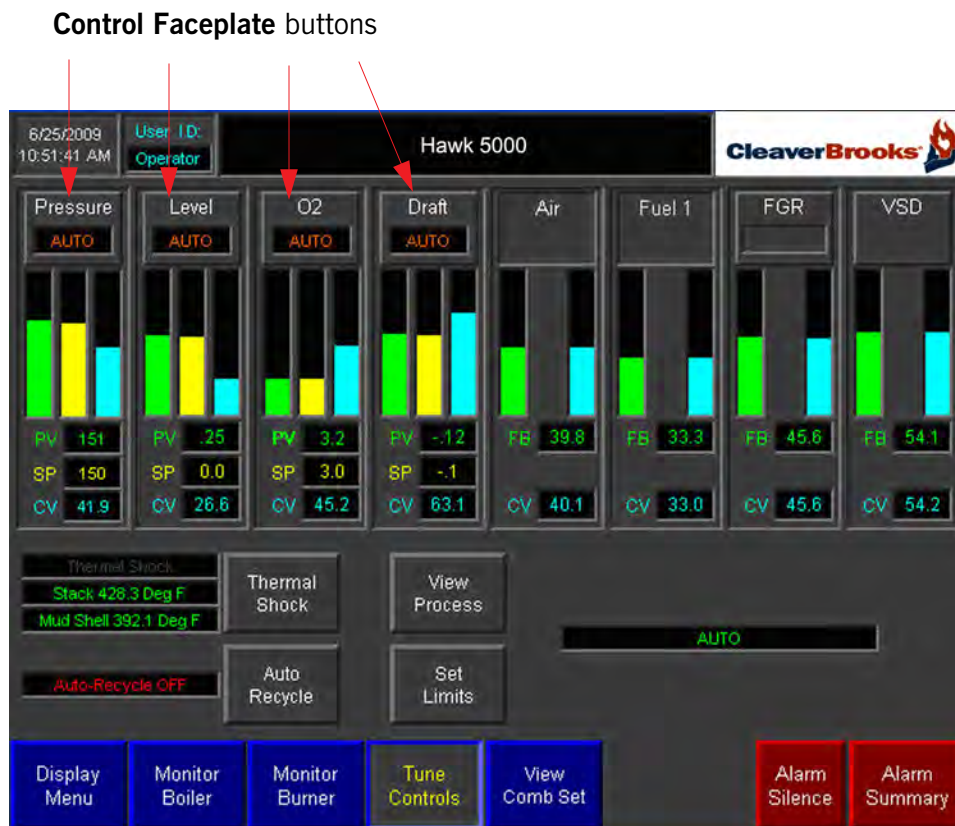 Control Faceplate buttons
6/25/2009
10:51:41 AM
User I.D:
Operator
Hawk 5000
CleaverBrooks
Pressure
AUTO
Level
AUTO
O2
AUTO
Draft
AUTO
Air
Fuel 1
FGR
VSD
PV 151
SP 150
CV 41.9
PV .25
SP 0.0
CV 26.6
PV 3.2
SP 3.0
CV 45.2
PV -.12
SP -.1
CV 63.1
FB 39.8
CV 40.1
FB 33.3
CV 33.0
FB 45.6
CV 45.6
FB 54.1
CV 54.2
Thermal Shock
Stack 428.3 Deg F
Mud Shell 392.1 Deg F
Thermal
Shock
View
Process
AUTO
Auto-Recycle OFF
Auto
Recycle
Set
Limits
Display
Menu
Monitor
Boiler
Monitor
Burner
Tune
Controls
View
Comb Set
Alarm
Silence
Alarm
Summary